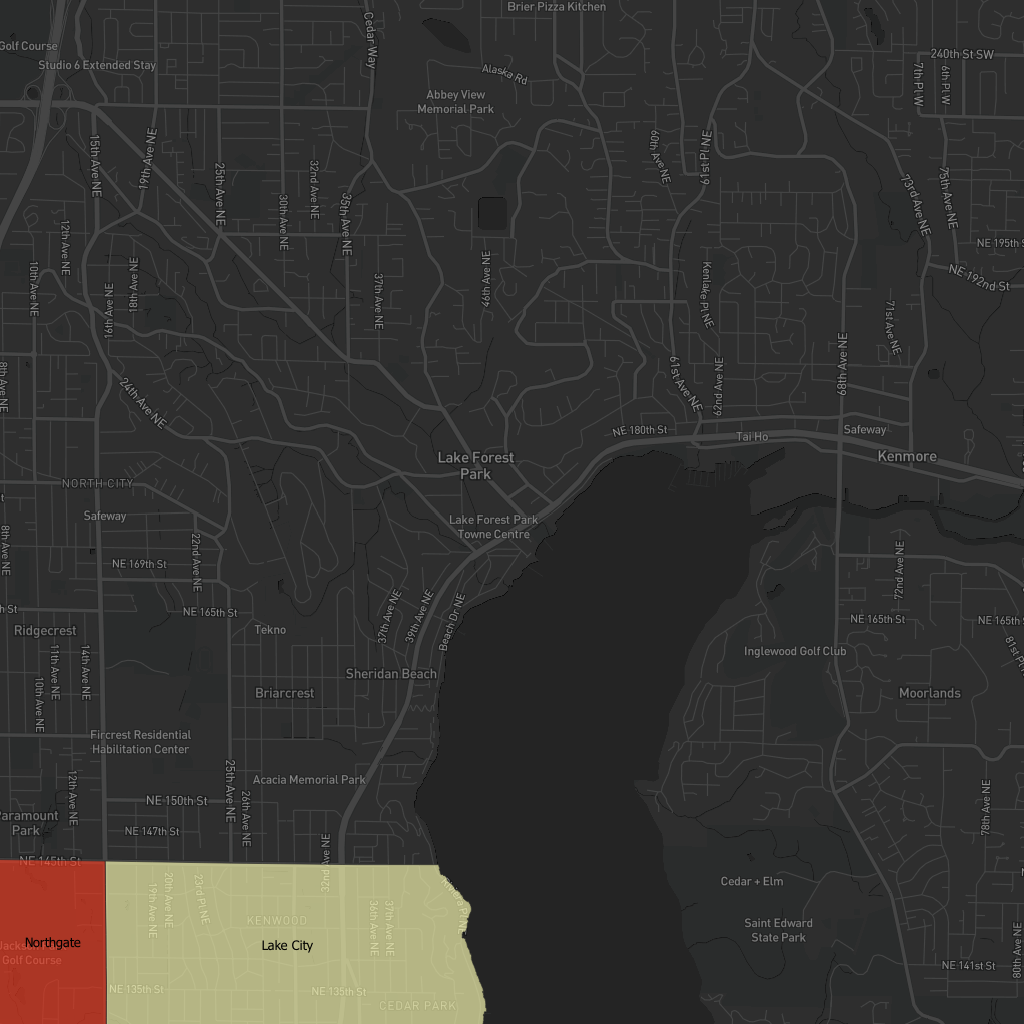 Brier Pizza Kitchen
Golf Course
Cedar Way
240th St SW
Studio 6 Extended Stay
Alaska Rd
7th Pl W
6th Pl W
Abbey View
Memorial Park
15th Ave NE
19th Ave NE
60th Ave NE
61st Pl NE
25th Ave NE
32nd Ave NE
30th Ave NE
35th Ave NE
73rd Ave NE
75th Ave NE
12th Ave NE
NE 195th S
10th Ave NE
18th Ave NE
16th Ave NE
37th Ave NE
46th Ave NE
Kenlake Pl NE
NE 192nd St
71st Ave NE
8th Ave NE
24th Ave NE
61st Ave NE
62nd Ave NE
68th Ave NE
NE 180th St
Tai Ho
Safeway
Lake Forest
Park
Kenmore
NORTH CITY
Safeway
Lake Forest Park
Towne Centre
8th Ave NE
22nd Ave NE
NE 169th St
72nd Ave NE
h St
NE 165th St
37th Ave NE
39th Ave NE
Beach Dr NE
NE 165th St
NE 165th S
Ridgecrest
Tekno
81st Pl
11th Ave NE
14th Ave NE
10th Ave NE
Inglewood Golf Club
Sheridan Beach
Briarcrest
Moorlands
Fircrest Residential
Habilitation Center
25th Ave NE
Acacia Memorial Park
12th Ave NE
26th Ave NE
78th Ave NE
NE 150th St
Paramount
Park
NE 147th St
32nd Ave NE
NE 145th St
19th Ave NE
20th Ave NE
23rd Pl NE
36th Ave NE
37th Ave NE
Riviera Pl NE
Cedar + Elm
KENWOOD
Saint Edward
State Park
80th Ave NE
Northgate
Lake City
Golf Course
NE 141st St
NE 135th St
NE 135th St
CEDAR PARK